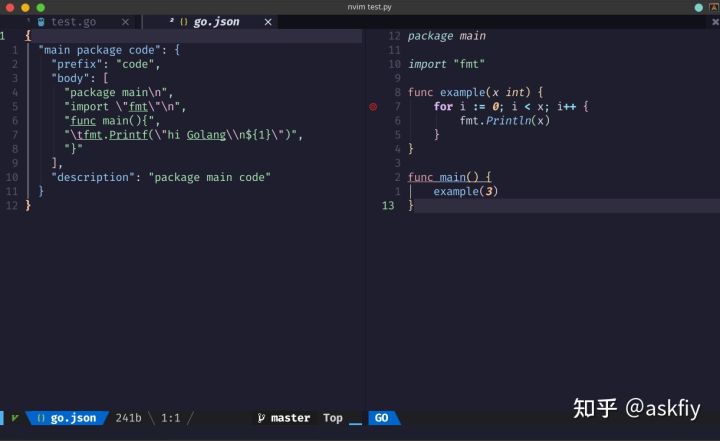 nvim test.py
¹ test.go ×
² {} go.json ×
1 {
1 "main package code": {
2 "prefix": "code",
3 "body": [
4 "package main\n",
5 "import \"fmt\"\n",
6 "func main(){",
7 "\tfmt.Printf(\"hi Golang\\n${1}\")",
8 "}"
9 ],
10 "description": "package main code"
11 }
12 }
12 package main
11
10 import "fmt"
9
8 func example(x int) {
7 for i := 0; i < x; i++ {
6 fmt.Println(x)
5 }
4 }
3
2 func main() {
1 example(3)
13 }
{} go.json 241b 1:1 master Top
GO
知乎 @askfiy